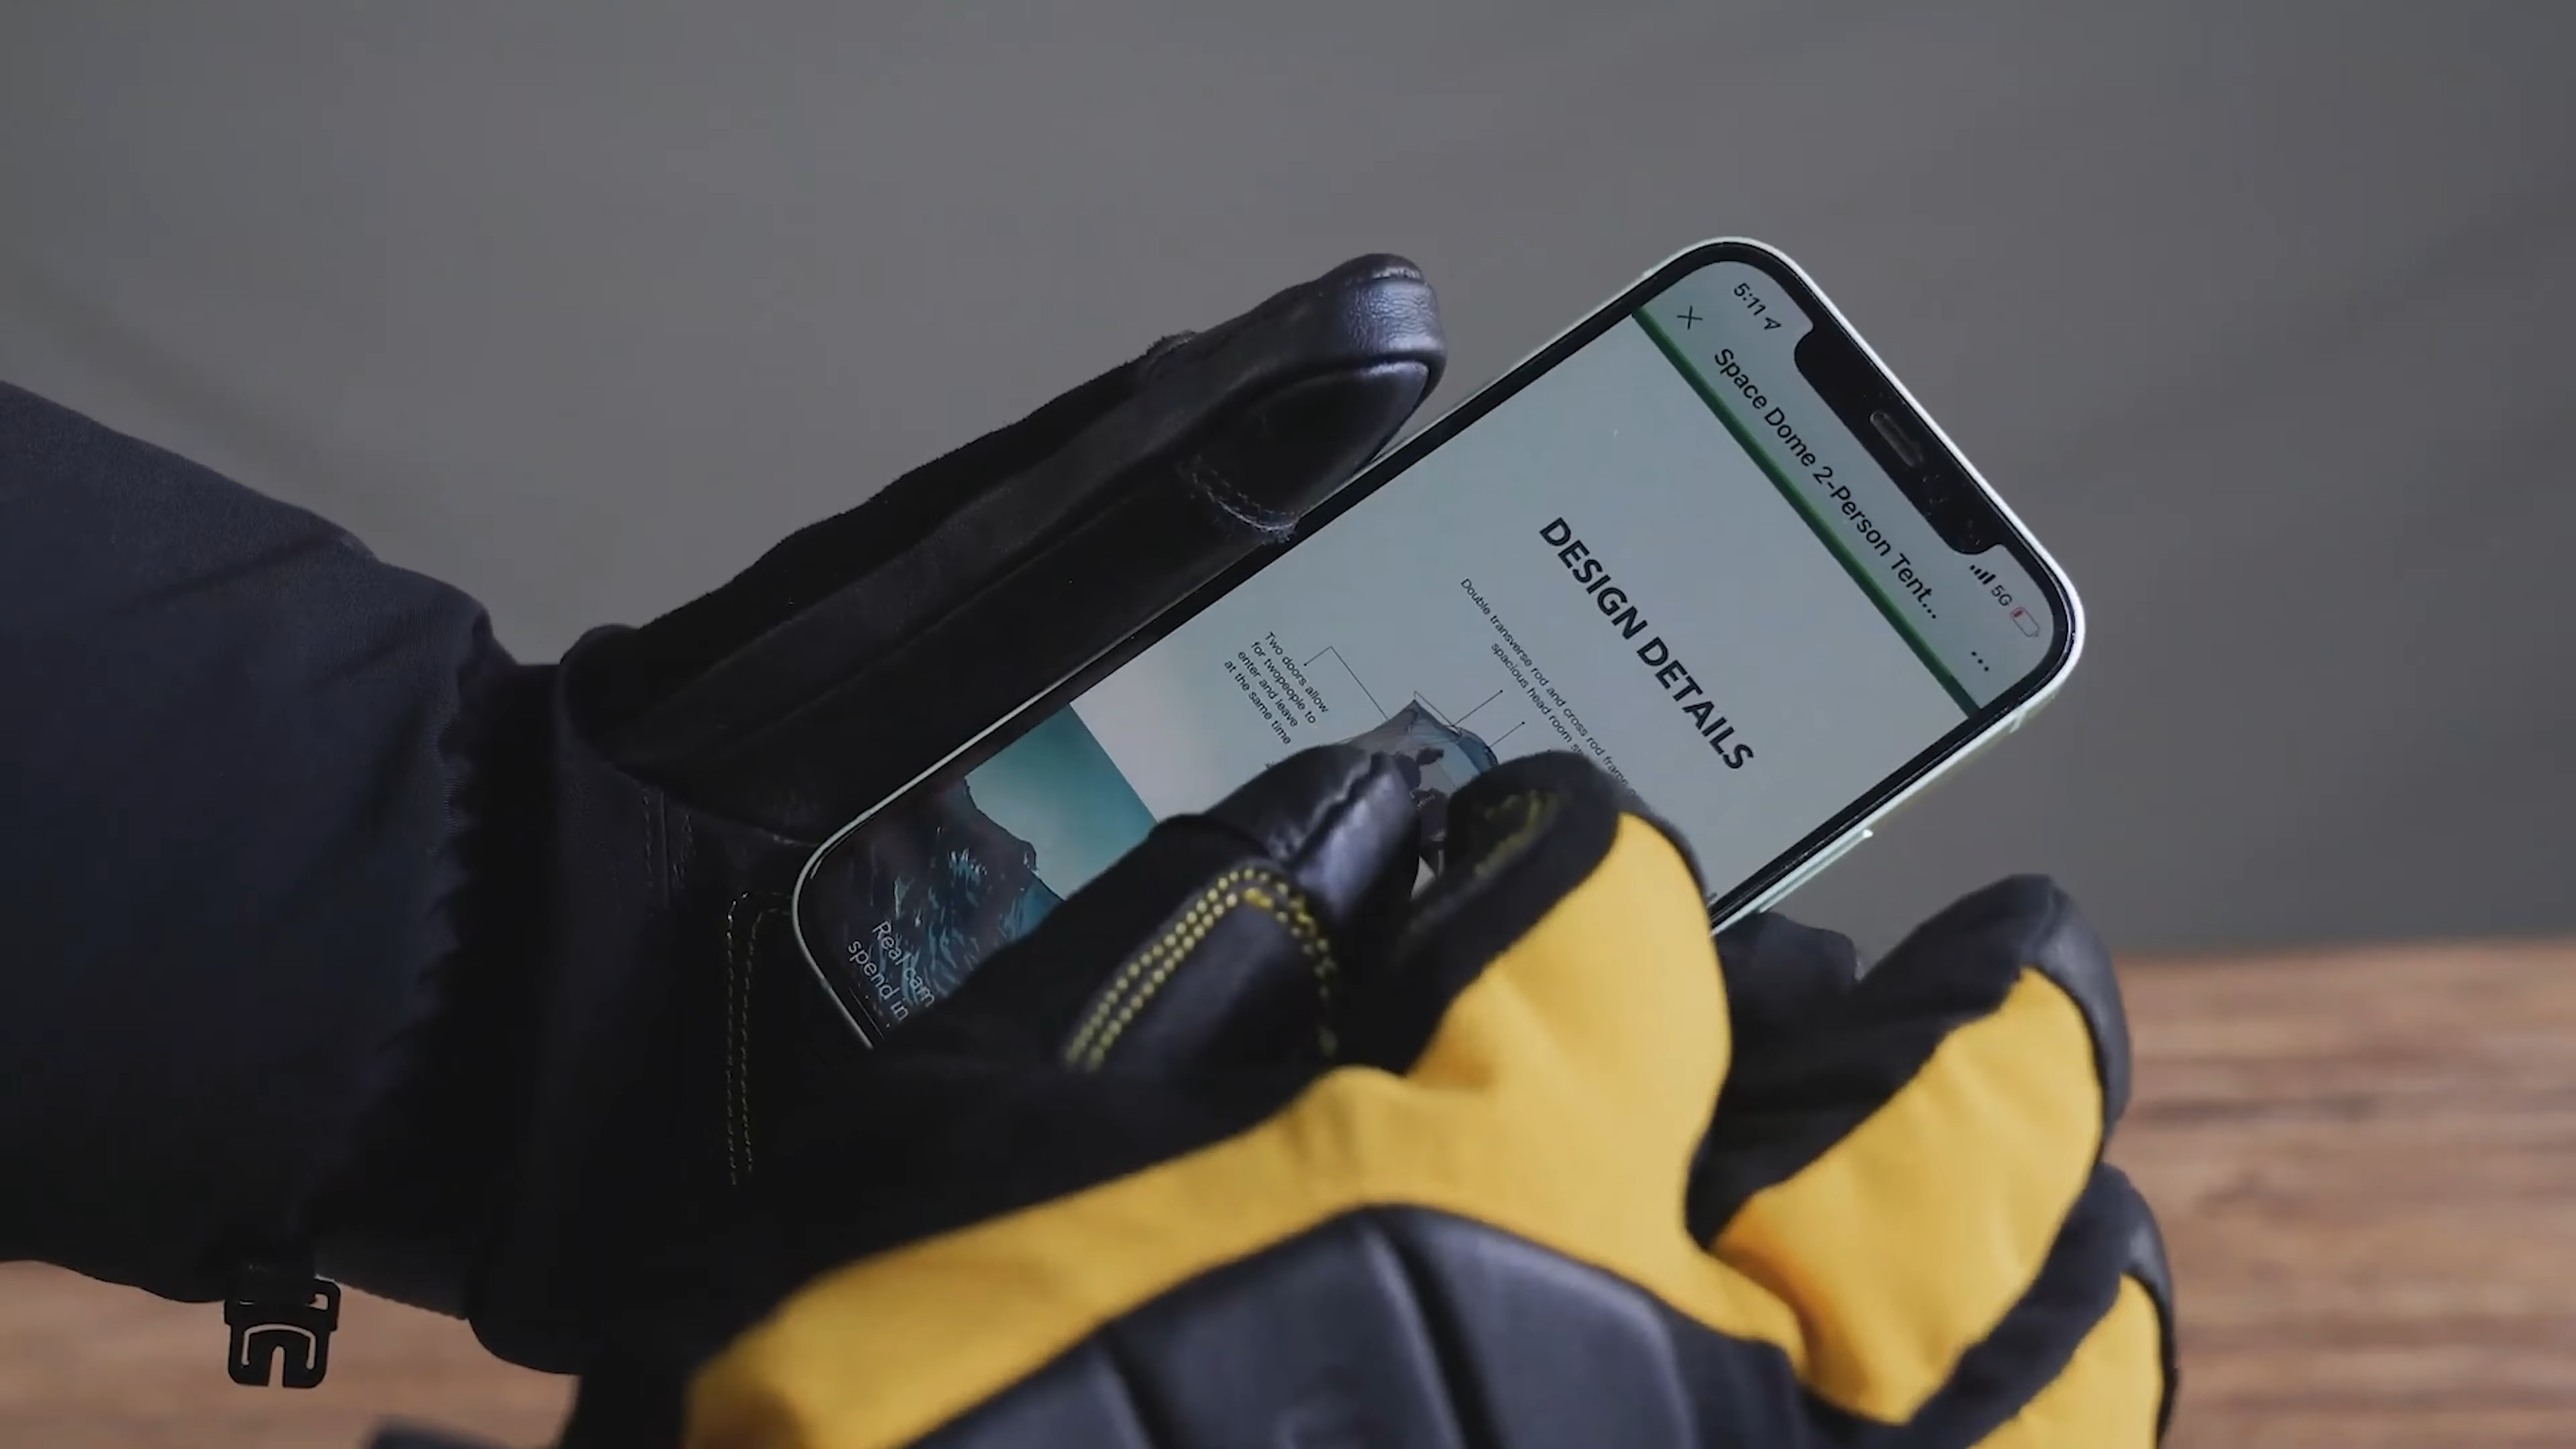 5:11
5G
Space Dome 2-Person Tent...
DESIGN DETAILS
Double transverse rod and cross rod frame
spacious head room
Two doors allow
for twopeople to
enter and leave
at the same time
Real cam
spend in